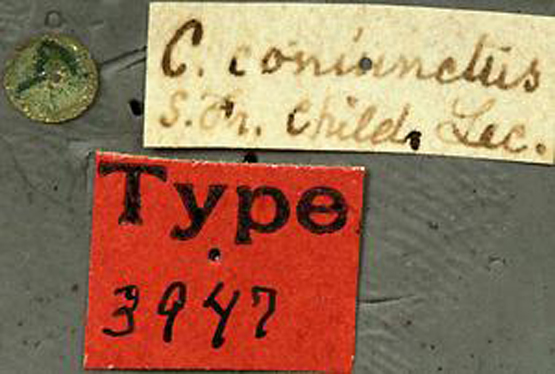 C. coniunctus
S. Fr. Child. Lec.
Type
3947